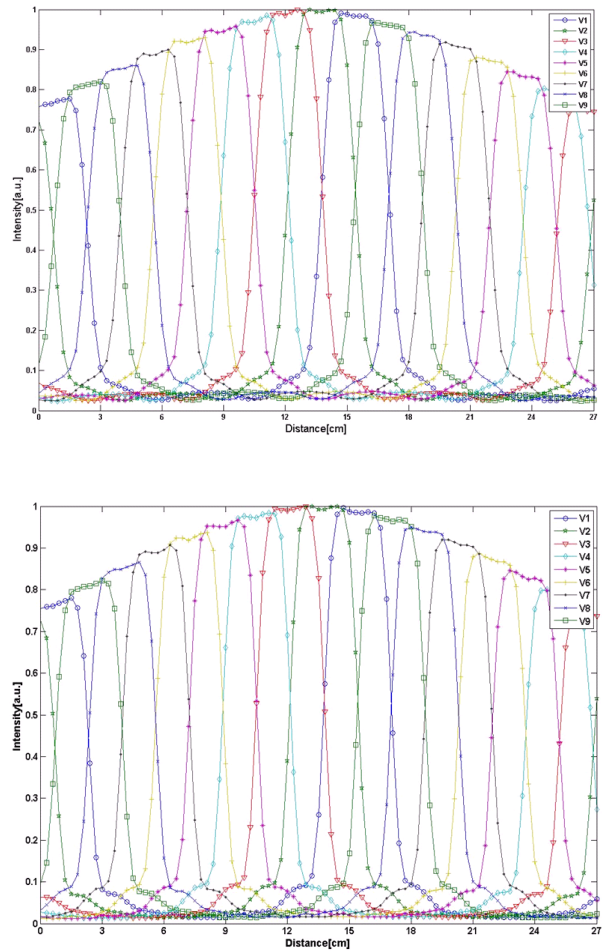 1
0.9
0.8
0.7
0.6
0.5
0.4
0.3
0.2
0.1
0
Intensity[a.u.]
0 3 6 9 12 15 18 21 24 27
Distance[cm]
V1
V2
V3
V4
V5
V6
V7
V8
V9
1
0.9
0.8
0.7
0.6
0.5
0.4
0.3
0.2
0.1
0
Intensity[a.u.]
0 3 6 9 12 15 18 21 24 27
Distance[cm]
V1
V2
V3
V4
V5
V6
V7
V8
V9